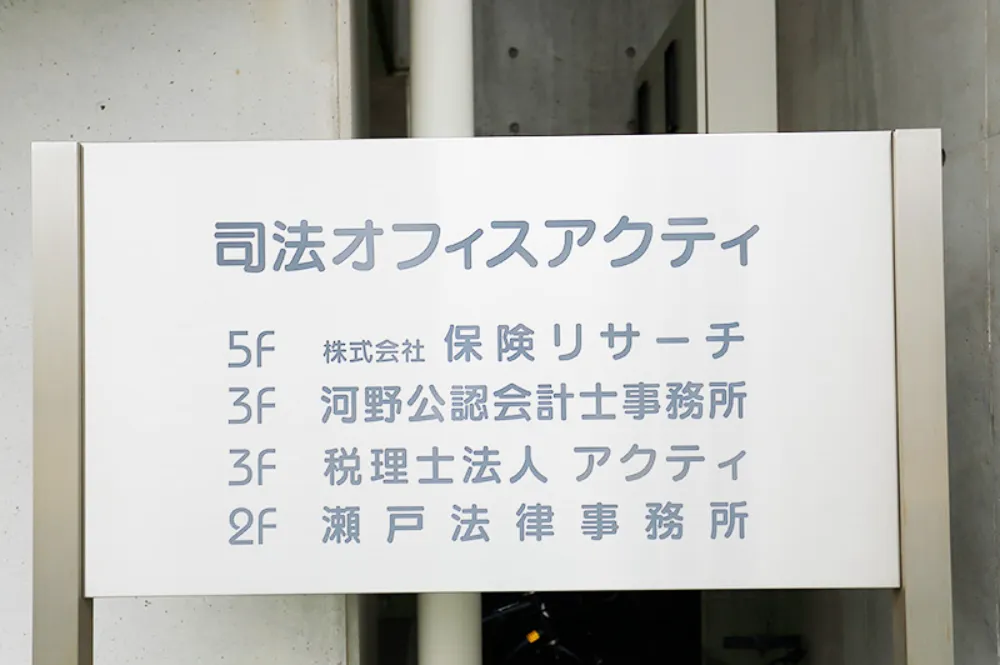 司法オフィスアクティ
5F 株式会社 保険リサーチ
3F 河野公認会計士事務所
3F 税理士法人 アクティ
2F 瀬戸法律事務所